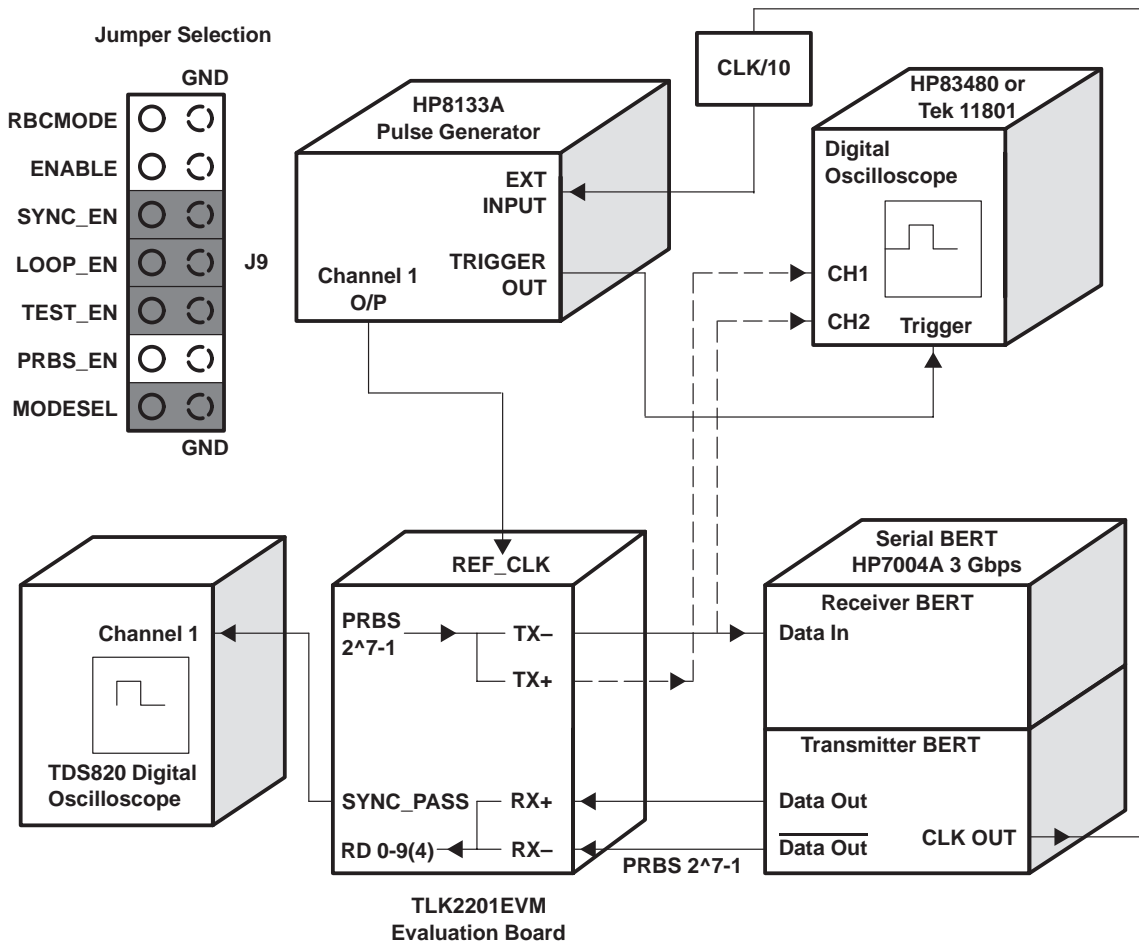 Jumper Selection
GND
RBCMODE
ENABLE
SYNC_EN
LOOP_EN
TEST_EN
PRBS_EN
MODESEL
J9
GND
HP8133A
Pulse Generator
EXT
INPUT
TRIGGER
OUT
Channel 1
O/P
CLK/10
HP83480 or
Tek 11801
Digital
Oscilloscope
CH1
CH2
Trigger
Channel 1
TDS820 Digital
Oscilloscope
REF_CLK
PRBS
2^7-1
TX–
TX+
SYNC_PASS
RX+
RD 0-9(4)
RX–
TLK2201EVM
Evaluation Board
Serial BERT
HP7004A 3 Gbps
Receiver BERT
Data In
Transmitter BERT
Data Out
Data Out
CLK OUT
PRBS 2^7-1